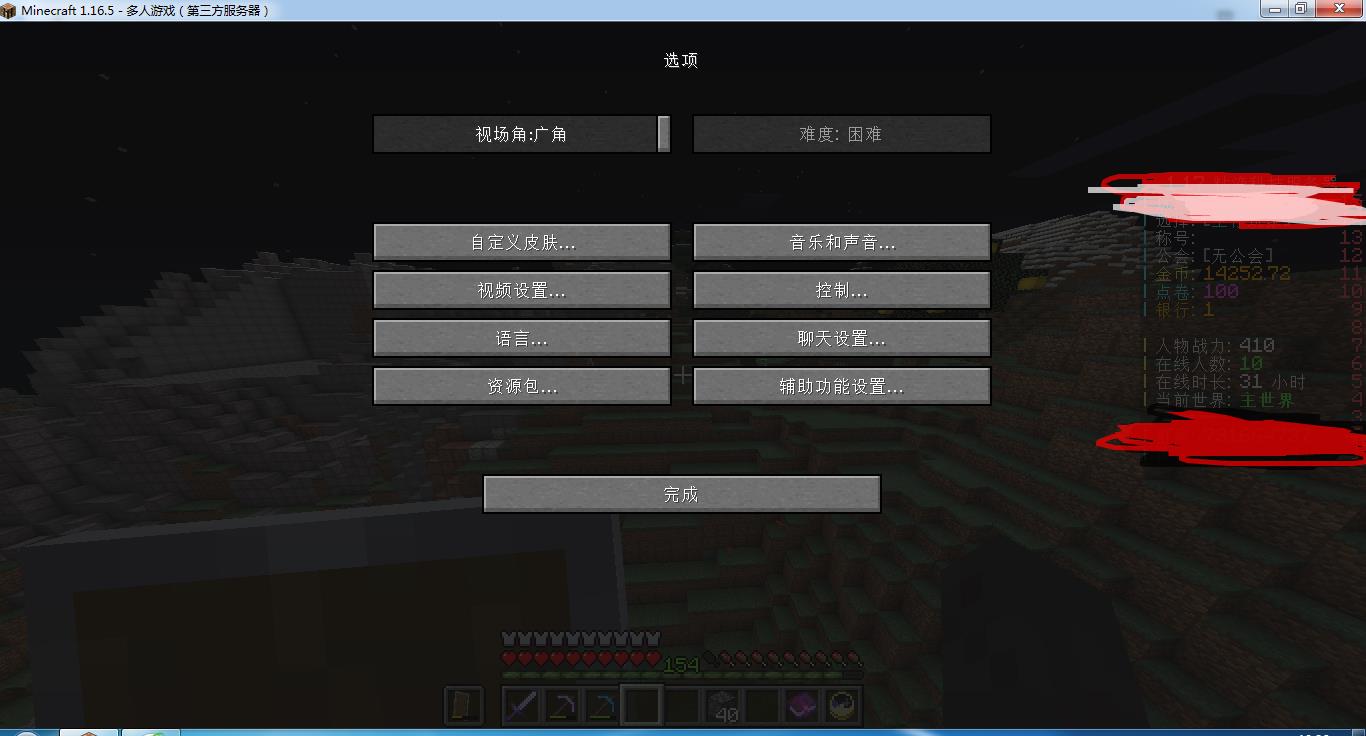 Minecraft 1.16.5 - 多人游戏（第三方服务器）
选项
视场角:广角
难度: 困难
自定义皮肤...
音乐和声音...
视频设置...
控制...
语言...
聊天设置...
资源包...
辅助功能设置...
完成
称号: 13
公会: [无公会] 12
金币: 14252.72 11
点卷: 100 10
银行: 1 9
8
人物战力: 410 7
在线人数: 10 6
在线时长: 31 小时 5
当前世界: 主世界 4
3
154
40